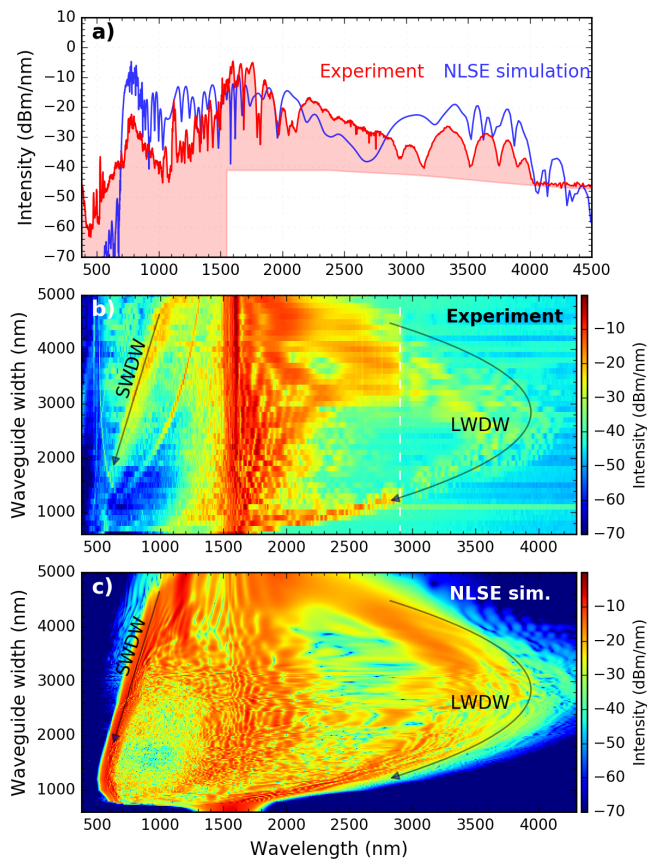 a)
Experiment NLSE simulation
Intensity (dBm/nm)
10
0
−10
−20
−30
−40
−50
−60
−70
500 1000 1500 2000 2500 3000 3500 4000 4500
b)
Experiment
SWDW
LWDW
Waveguide width (nm)
5000
4000
3000
2000
1000
500 1000 1500 2000 2500 2900 3500 4000
−10
−20
−30
−40
−50
−60
−70
Intensity (dBm/nm)
c)
NLSE sim.
SWDW
LWDW
Waveguide width (nm)
5000
4000
3000
2000
1000
500 1000 1500 2000 2500 3000 3500 4000
Wavelength (nm)
−10
−20
−30
−40
−50
−60
−70
Intensity (dBm/nm)